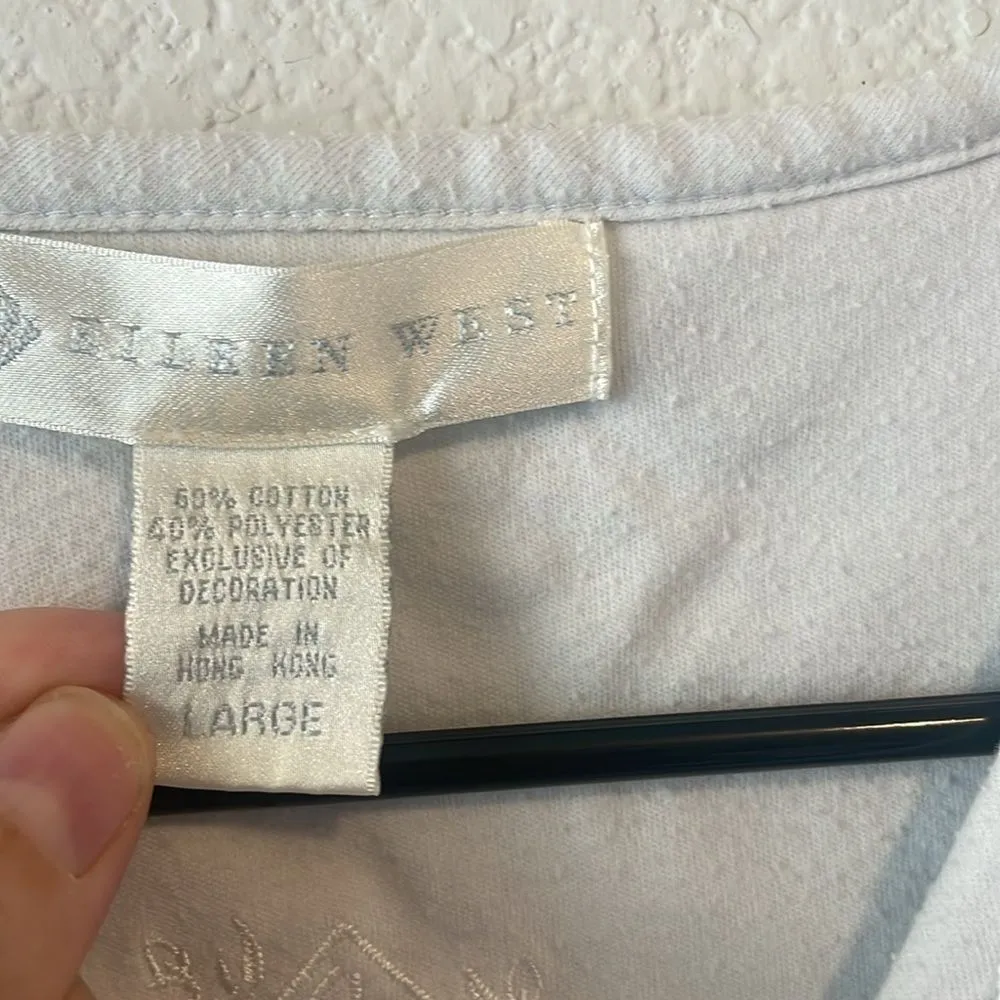 EILEEN WEST
60% COTTON
40% POLYESTER
EXCLUSIVE OF
DECORATION
MADE IN
HONG KONG
LARGE